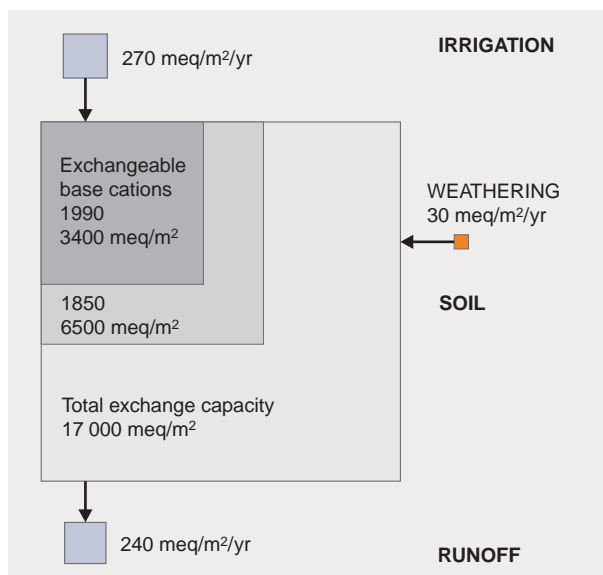 IRRIGATION
270 meq/m²/yr
Exchangeable
base cations
1990
3400 meq/m²
WEATHERING
30 meq/m²/yr
1850
6500 meq/m²
SOIL
Total exchange capacity
17 000 meq/m²
240 meq/m²/yr
RUNOFF